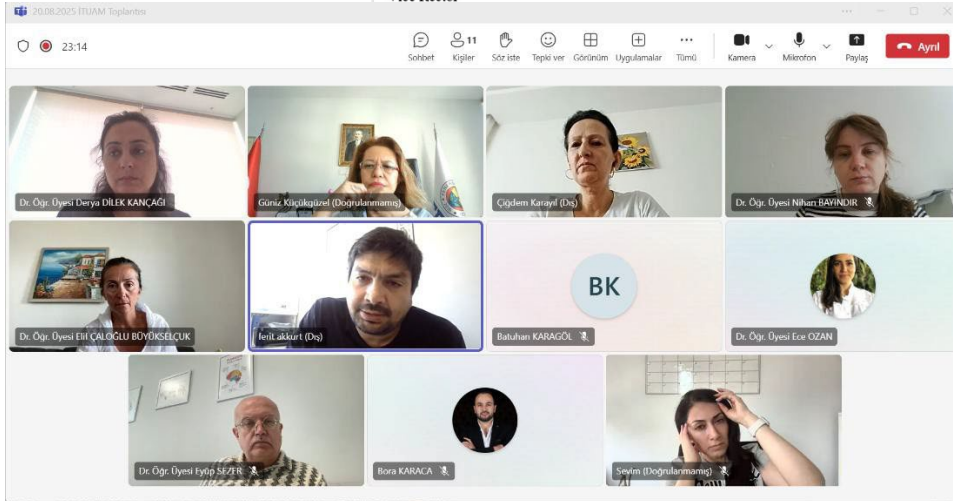 20.08.2025 İTUAM Toplantısı
23:14
11
Sohbet Kişiler Söz iste Tepki ver Görünüm Uygulamalar Tümü Kamera Mikrofon Paylaş Ayrıl
Dr. Öğr. Üyesi Derya DİLEK KANÇAĞI
Güniz Küçükgüzel (Doğrulanmamış)
Çiğdem Karayıl (Dış)
Dr. Öğr. Üyesi Nihan BAYINDIR
Dr. Öğr. Üyesi Elif ÇALOĞLU BÜYÜKSELÇUK
ferit akkurt (Dış)
BK
Batuhan KARAGÖL
Dr. Öğr. Üyesi Ece OZAN
Dr. Öğr. Üyesi Eyüp SEZER
Bora KARACA
Sevim (Doğrulanmamış)